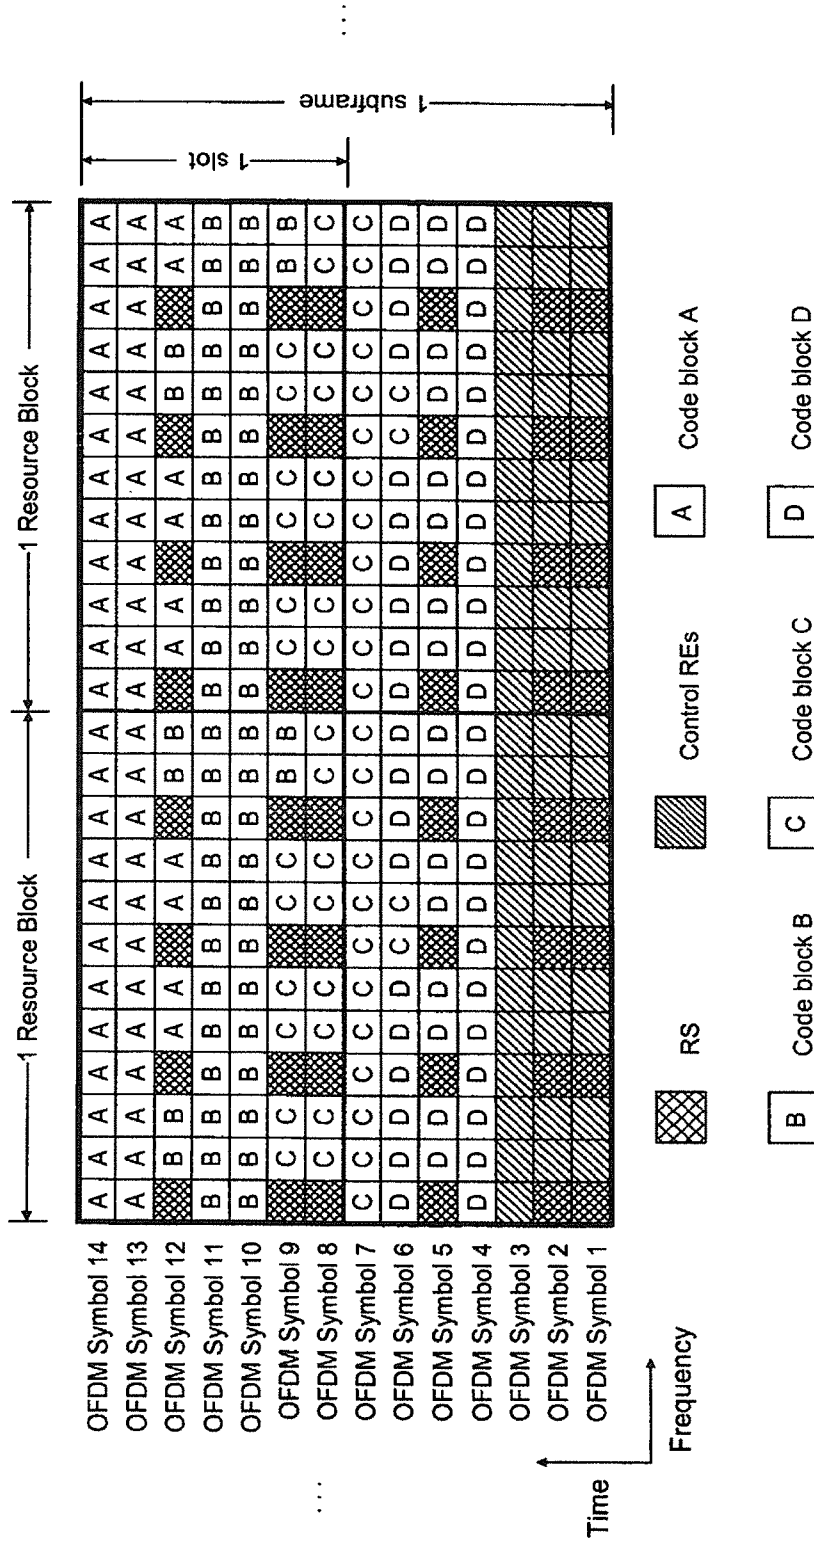 1 Resource Block
1 Resource Block
OFDM Symbol 14 A A A A A A A A A A A A A A A A A A A A A A A A
OFDM Symbol 13 A A A A A A A A A A A A A A A A A A A A A A A A
OFDM Symbol 12 B B A A A A B B A A A A B B A A
OFDM Symbol 11 B B B B B B B B B B B B B B B B B B B B B B B B
OFDM Symbol 10 B B B B B B B B B B B B B B B B B B B B B B B B
OFDM Symbol 9 C C C C C C B B C C C C C C B B
OFDM Symbol 8 C C C C C C C C C C C C C C C C
OFDM Symbol 7 C C C C C C C C C C C C C C C C C C C C C C C C
OFDM Symbol 6 D D D D D D C C D D D D D D D D D D C C D D D D
OFDM Symbol 5 D D D D D D D D D D D D D D D D
OFDM Symbol 4 D D D D D D D D D D D D D D D D D D D D D D D D
OFDM Symbol 3
OFDM Symbol 2
OFDM Symbol 1
1 slot
1 subframe
...
...
Time
Frequency
RS
Control REs
A Code block A
B Code block B
C Code block C
D Code block D